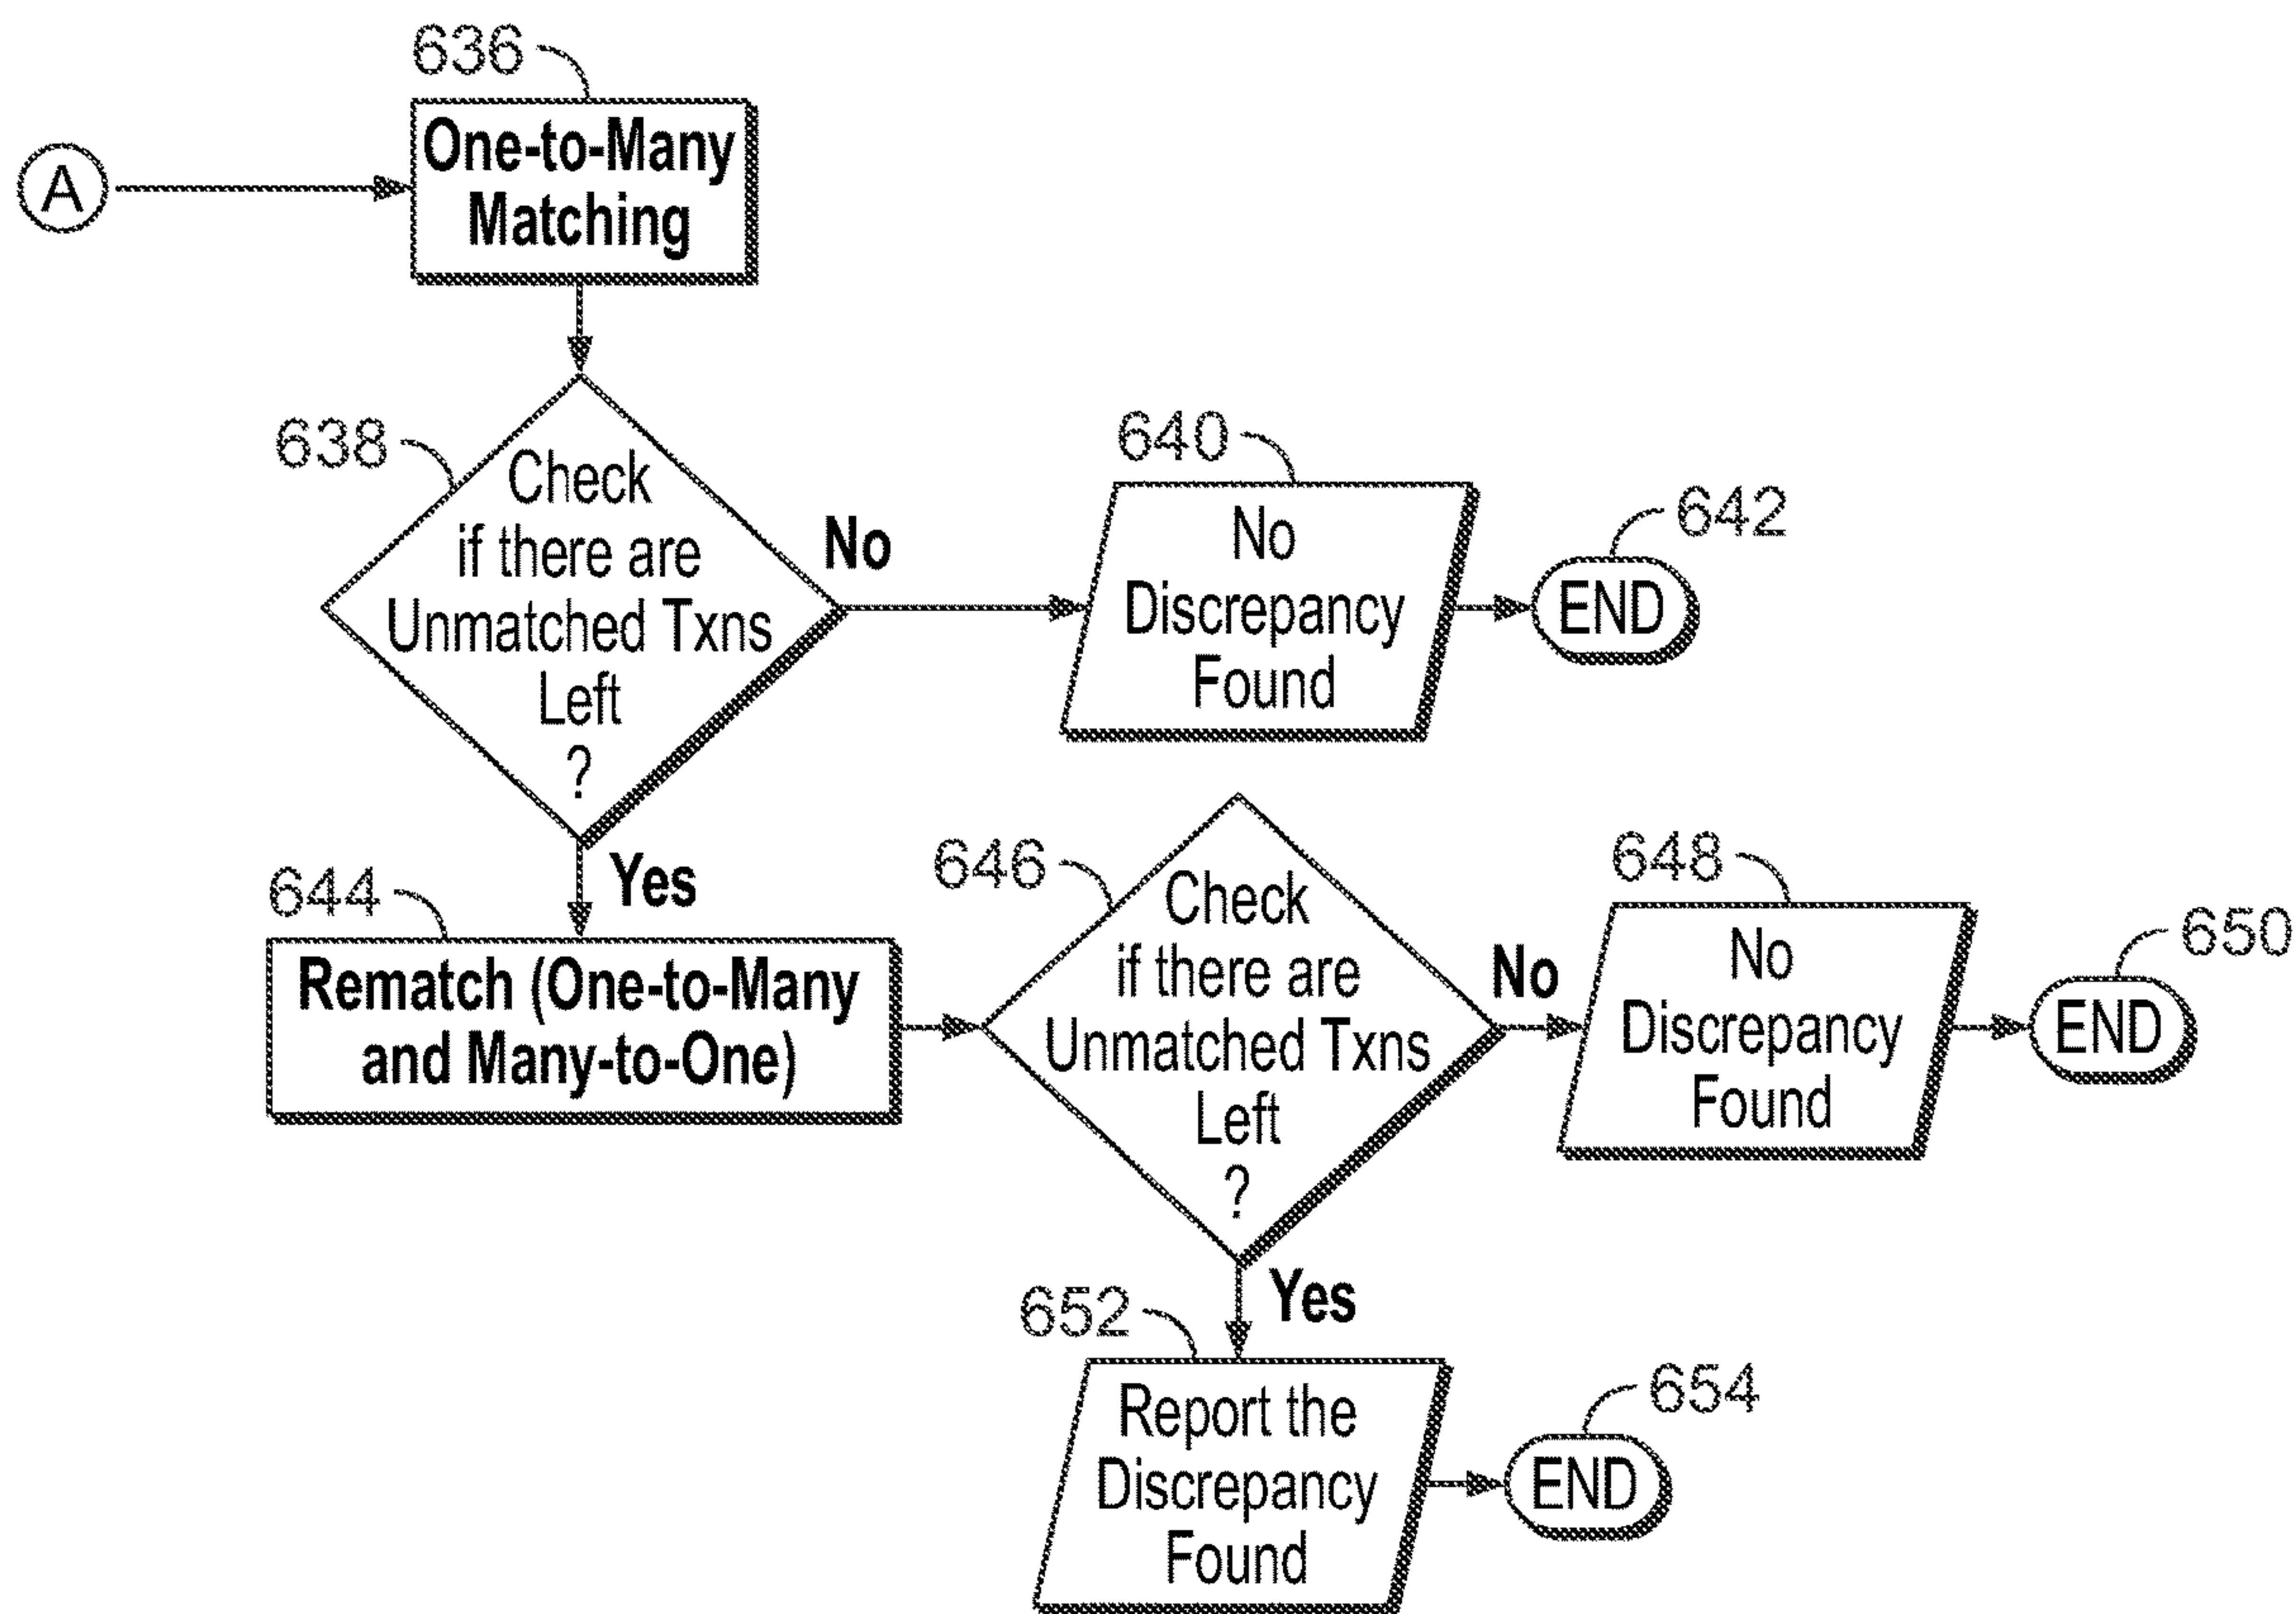 636
A
One-to-Many
Matching
638
Check
if there are
Unmatched Txns
Left
?
No
640
No
Discrepancy
Found
642
END
Yes
644
Rematch (One-to-Many
and Many-to-One)
646
Check
if there are
Unmatched Txns
Left
?
No
648
No
Discrepancy
Found
650
END
Yes
652
Report the
Discrepancy
Found
654
END